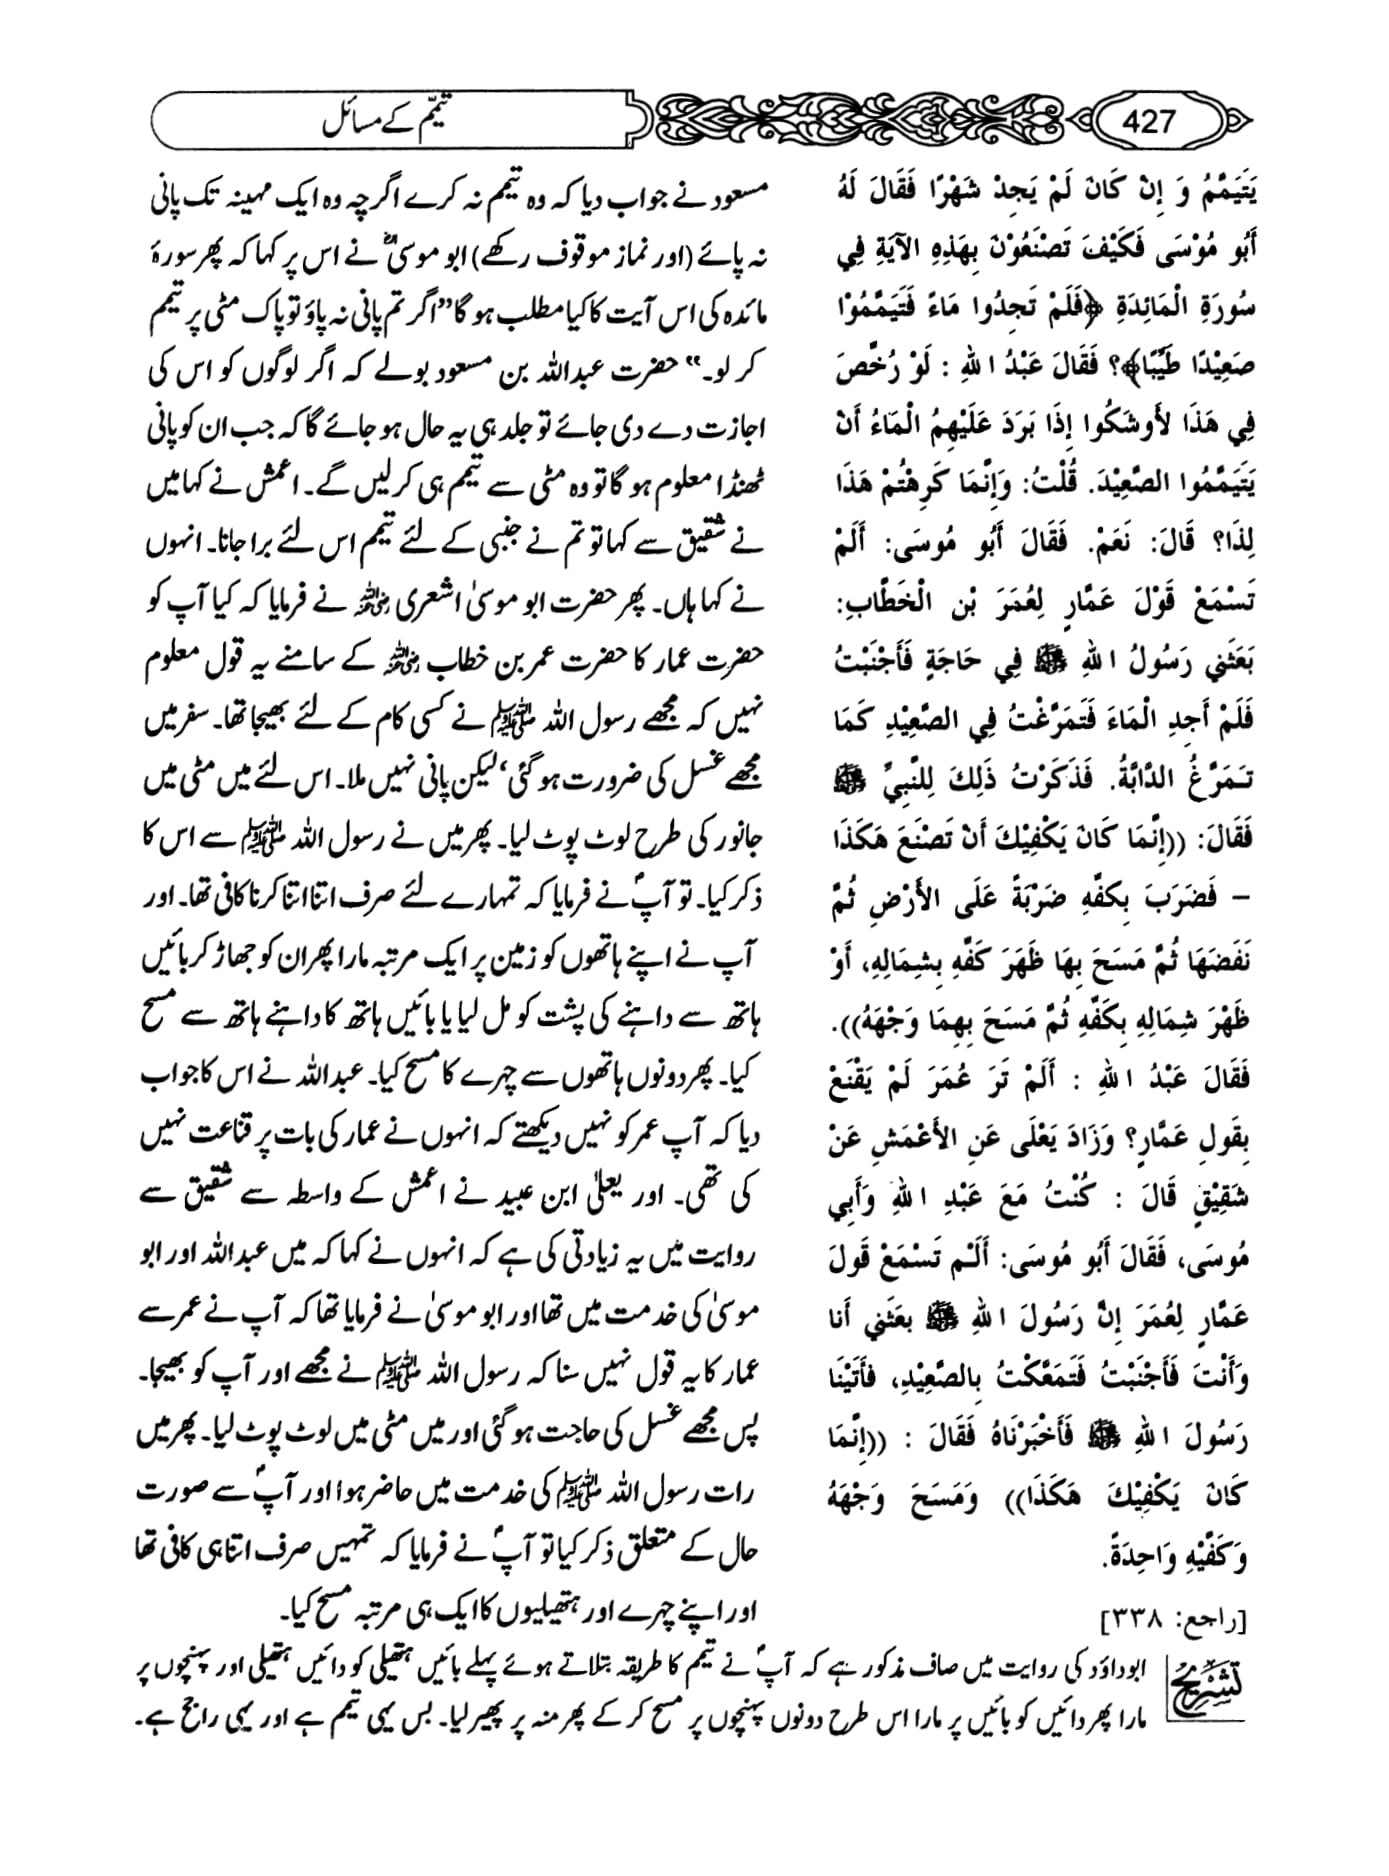 427
تیمّم کے مسائل
يَتَيَمَّمُ وَ إِنْ كَانَ لَمْ يَجِدْ شَهْرًا فَقَالَ لَهُ
أَبُو مُوْسَى فَكَيْفَ تَصْنَعُوْنَ بِهَذِهِ الآيَةِ فِي
سُورَةِ الْمَائِدَةِ ﴿فَلَمْ تَجِدُوا مَاءً فَتَيَمَّمُوْا
صَعِيْدًا طَيِّبًا﴾؟ فَقَالَ عَبْدُ اللهِ : لَوْ رُخِّصَ
فِي هَذَا لأَوشَكُوا إِذَا بَرَدَ عَلَيْهِمُ الْمَاءُ أَنْ
يَتَيَمَّمُوا الصَّعِيْدَ. قُلْتُ: وَإِنَّمَا كَرِهْتُمْ هَذَا
لِذَا؟ قَالَ: نَعَمْ. فَقَالَ أَبُو مُوسَى: أَلَمْ
تَسْمَعْ قَوْلَ عَمَّارٍ لِعُمَرَ بْنِ الْخَطَّابِ:
بَعَثَنِي رَسُولُ اللهِ ﷺ فِي حَاجَةٍ فَأَجْنَبْتُ
فَلَمْ أَجِدِ الْمَاءَ فَتَمَرَّغْتُ فِي الصَّعِيْدِ كَمَا
تَمَرَّغُ الدَّابَّةُ. فَذَكَرْتُ ذَلِكَ لِلنَّبِيِّ ﷺ
فَقَالَ: ((إِنَّمَا كَانَ يَكْفِيْكَ أَنْ تَصْنَعَ هَكَذَا
– فَضَرَبَ بِكَفِّهِ ضَرْبَةً عَلَى الأَرْضِ ثُمَّ
نَفَضَهَا ثُمَّ مَسَحَ بِهَا ظَهْرَ كَفِّهِ بِشِمَالِهِ، أَوْ
ظَهْرَ شِمَالِهِ بِكَفِّهِ ثُمَّ مَسَحَ بِهِمَا وَجْهَهُ)).
فَقَالَ عَبْدُ اللهِ : أَلَمْ تَرَ عُمَرَ لَمْ يَقْنَعْ
بِقَولِ عَمَّارٍ؟ وَزَادَ يَعْلَى عَنِ الأَعْمَشِ عَنْ
شَقِيْقٍ قَالَ : كُنْتُ مَعَ عَبْدِ اللهِ وَأَبِي
مُوسَى، فَقَالَ أَبُو مُوسَى: أَلَمْ تَسْمَعْ قَولَ
عَمَّارٍ لِعُمَرَ إِنَّ رَسُولَ اللهِ ﷺ بَعَثَنِي أَنَا
وَأَنْتَ فَأَجْنَبْتُ فَتَمَعَّكْتُ بِالصَّعِيْدِ، فَأَتَيْنَا
رَسُولَ اللهِ ﷺ فَأَخْبَرْنَاهُ فَقَالَ : ((إِنَّمَا
كَانَ يَكْفِيْكَ هَكَذَا)) وَمَسَحَ وَجْهَهُ
وَكَفَّيْهِ وَاحِدَةً.
[راجع: ٣٣٨]
مسعود نے جواب دیا کہ وہ تیمم نہ کرے اگرچہ وہ ایک مہینہ تک پانی
نہ پائے (اور نماز موقوف رکھے) ابو موسیٰؓ نے اس پر کہا کہ پھر سورۂ
مائدہ کی اس آیت کا کیا مطلب ہو گا "اگر تم پانی نہ پاؤ تو پاک مٹی پر تیمم
کر لو۔" حضرت عبداللہ بن مسعود بولے کہ اگر لوگوں کو اس کی
اجازت دے دی جائے تو جلد ہی یہ حال ہو جائے گا کہ جب ان کو پانی
ٹھنڈا معلوم ہو گا تو وہ مٹی سے تیمم ہی کر لیں گے۔ اعمش نے کہا میں
نے شقیق سے کہا تو تم نے جنبی کے لئے تیمم اس لئے برا جانا۔ انہوں
نے کہا ہاں۔ پھر حضرت ابو موسیٰ اشعری رضی اللہ عنہ نے فرمایا کہ کیا آپ کو
حضرت عمار کا حضرت عمر بن خطاب رضی اللہ عنہ کے سامنے یہ قول معلوم
نہیں کہ مجھے رسول اللہ ﷺ نے کسی کام کے لئے بھیجا تھا۔ سفر میں
مجھے غسل کی ضرورت ہو گئی، لیکن پانی نہیں ملا۔ اس لئے میں مٹی میں
جانور کی طرح لوٹ پوٹ لیا۔ پھر میں نے رسول اللہ ﷺ سے اس کا
ذکر کیا۔ تو آپؐ نے فرمایا کہ تمہارے لئے صرف اتنا اتنا کرنا کافی تھا۔ اور
آپ نے اپنے ہاتھوں کو زمین پر ایک مرتبہ مارا پھر ان کو جھاڑ کر بائیں
ہاتھ سے داہنے کی پشت کو مل لیا یا بائیں ہاتھ کا داہنے ہاتھ سے مسح
کیا۔ پھر دونوں ہاتھوں سے چہرے کا مسح کیا۔ عبداللہ نے اس کا جواب
دیا کہ آپ عمر کو نہیں دیکھتے کہ انہوں نے عمار کی بات پر قناعت نہیں
کی تھی۔ اور یعلیٰ ابن عبید نے اعمش کے واسطہ سے شقیق سے
روایت میں یہ زیادتی کی ہے کہ انہوں نے کہا کہ میں عبداللہ اور ابو
موسیٰ کی خدمت میں تھا اور ابو موسیٰ نے فرمایا تھا کہ آپ نے عمر سے
عمار کا یہ قول نہیں سنا کہ رسول اللہ ﷺ نے مجھے اور آپ کو بھیجا۔
پس مجھے غسل کی حاجت ہو گئی اور میں مٹی میں لوٹ پوٹ لیا۔ پھر میں
رات رسول اللہ ﷺ کی خدمت میں حاضر ہوا اور آپؐ سے صورت
حال کے متعلق ذکر کیا تو آپؐ نے فرمایا کہ تمہیں صرف اتنا ہی کافی تھا
اور اپنے چہرے اور ہتھیلیوں کا ایک ہی مرتبہ مسح کیا۔
تشریح
ابوداؤد کی روایت میں صاف مذکور ہے کہ آپؐ نے تیمم کا طریقہ بتلاتے ہوئے پہلے بائیں ہتھیلی کو دائیں ہتھیلی اور پہنچوں پر
مارا پھر دائیں کو بائیں پر مارا اس طرح دونوں پہنچوں پر مسح کر کے پھر منہ پر پھیر لیا۔ بس یہی تیمم ہے اور یہی راجح ہے۔